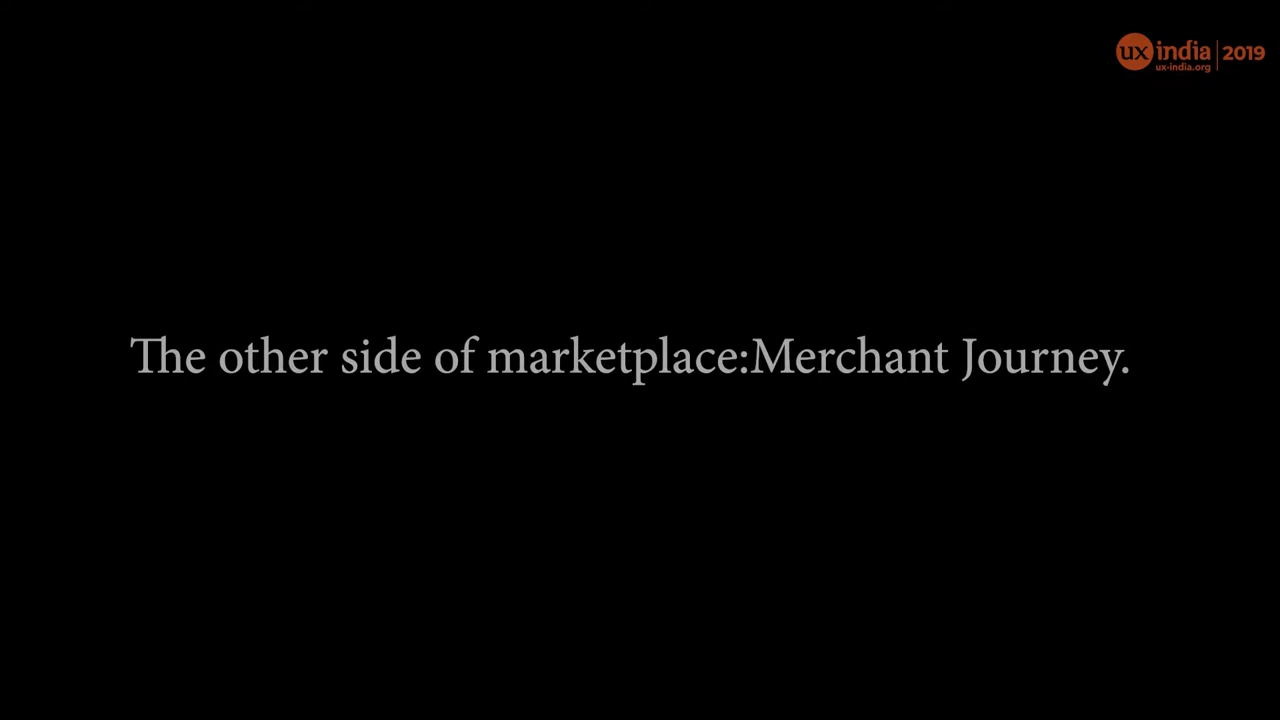 ux india | 2019
ux-india.org
The other side of marketplace:Merchant Journey.